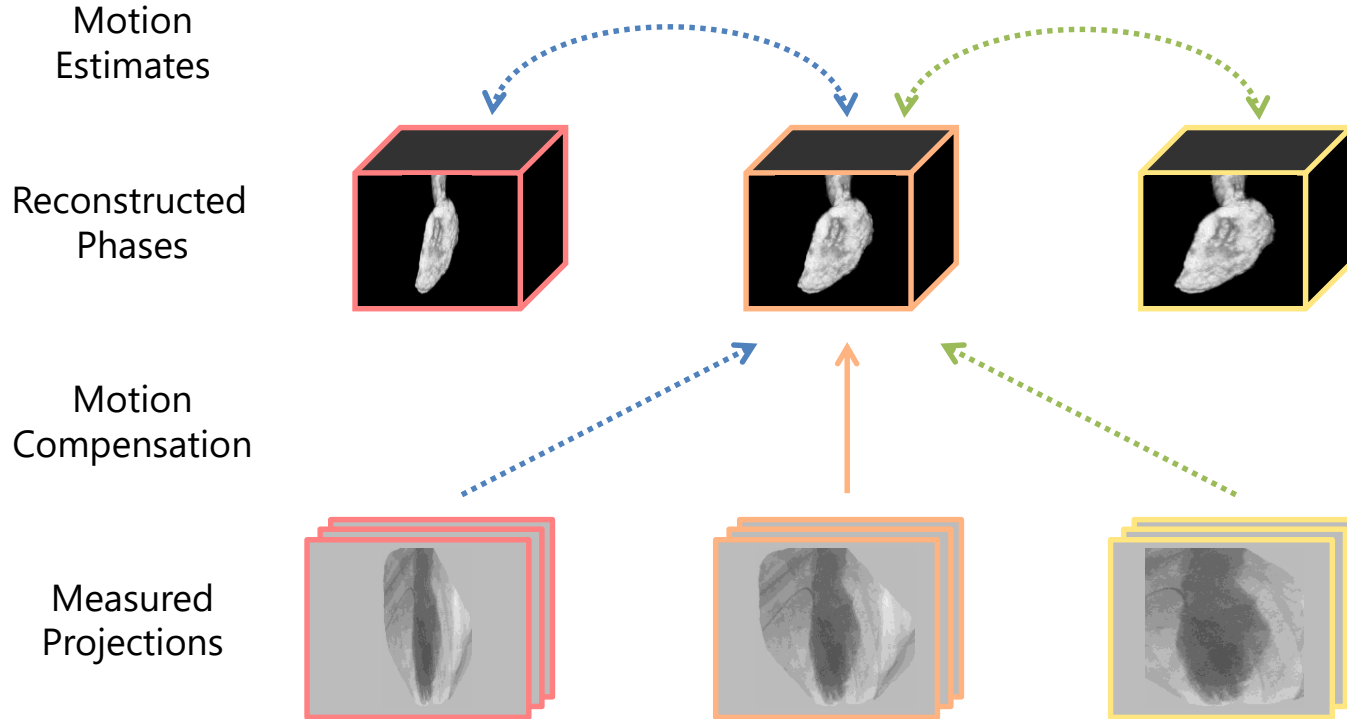 Motion
Estimates
Reconstructed
Phases
Motion
Compensation
Measured
Projections